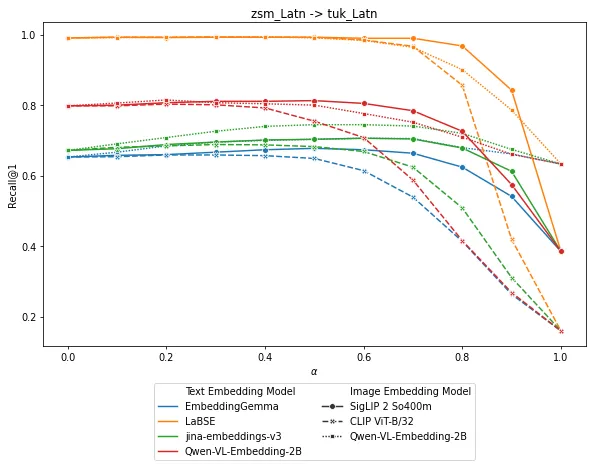 zsm_Latn -> tuk_Latn
1.0
0.8
0.6
0.4
0.2
Recall@1
0.0 0.2 0.4 0.6 0.8 1.0
α
Text Embedding Model Image Embedding Model
EmbeddingGemma SigLIP 2 So400m
LaBSE CLIP ViT-B/32
jina-embeddings-v3 Qwen-VL-Embedding-2B
Qwen-VL-Embedding-2B